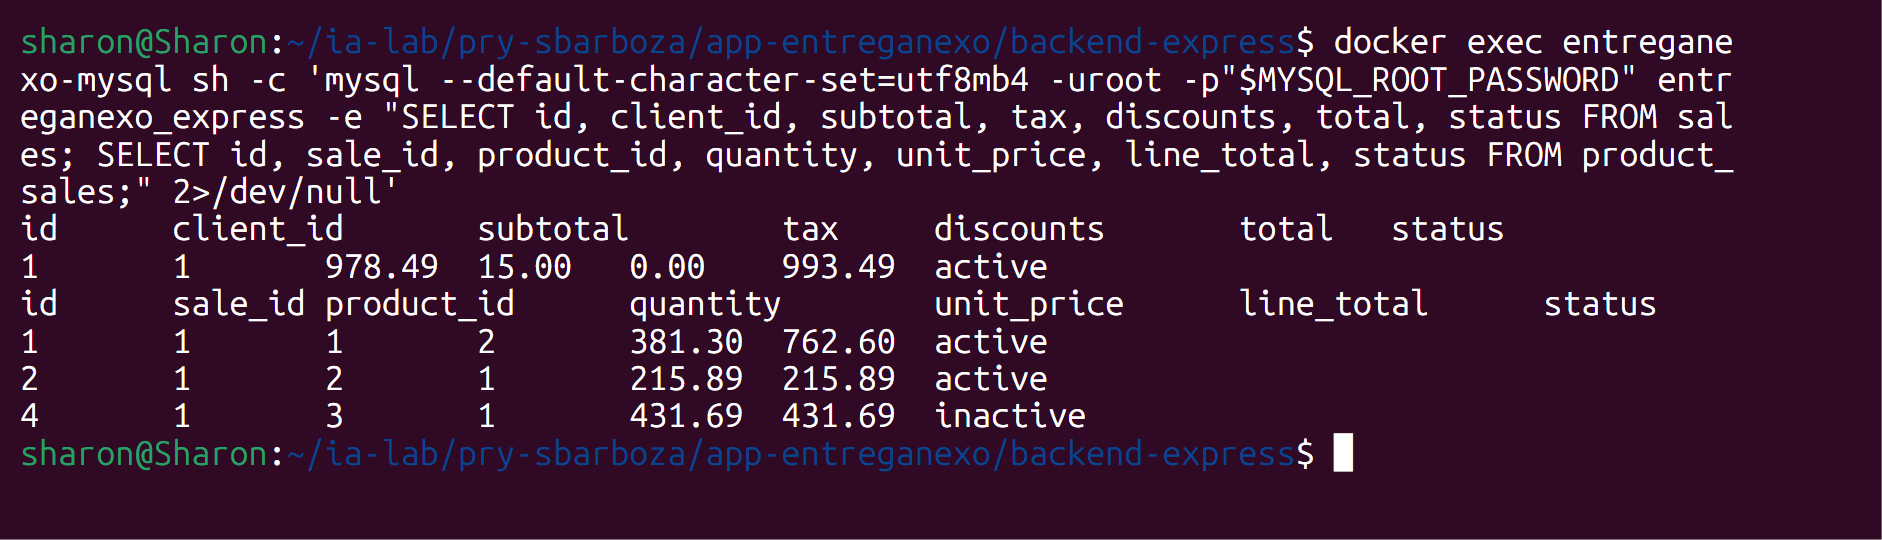 sharon@Sharon:~/ia-lab/pry-sbarboza/app-entreganexo/backend-express$ docker exec entregane
xo-mysql sh -c 'mysql --default-character-set=utf8mb4 -uroot -p"$MYSQL_ROOT_PASSWORD" entr
eganexo_express -e "SELECT id, client_id, subtotal, tax, discounts, total, status FROM sal
es; SELECT id, sale_id, product_id, quantity, unit_price, line_total, status FROM product_
sales;" 2>/dev/null'
id      client_id       subtotal        tax     discounts       total   status
1       1       978.49  15.00   0.00    993.49  active
id      sale_id product_id      quantity        unit_price      line_total      status
1       1       1       2       381.30  762.60  active
2       1       2       1       215.89  215.89  active
4       1       3       1       431.69  431.69  inactive
sharon@Sharon:~/ia-lab/pry-sbarboza/app-entreganexo/backend-express$